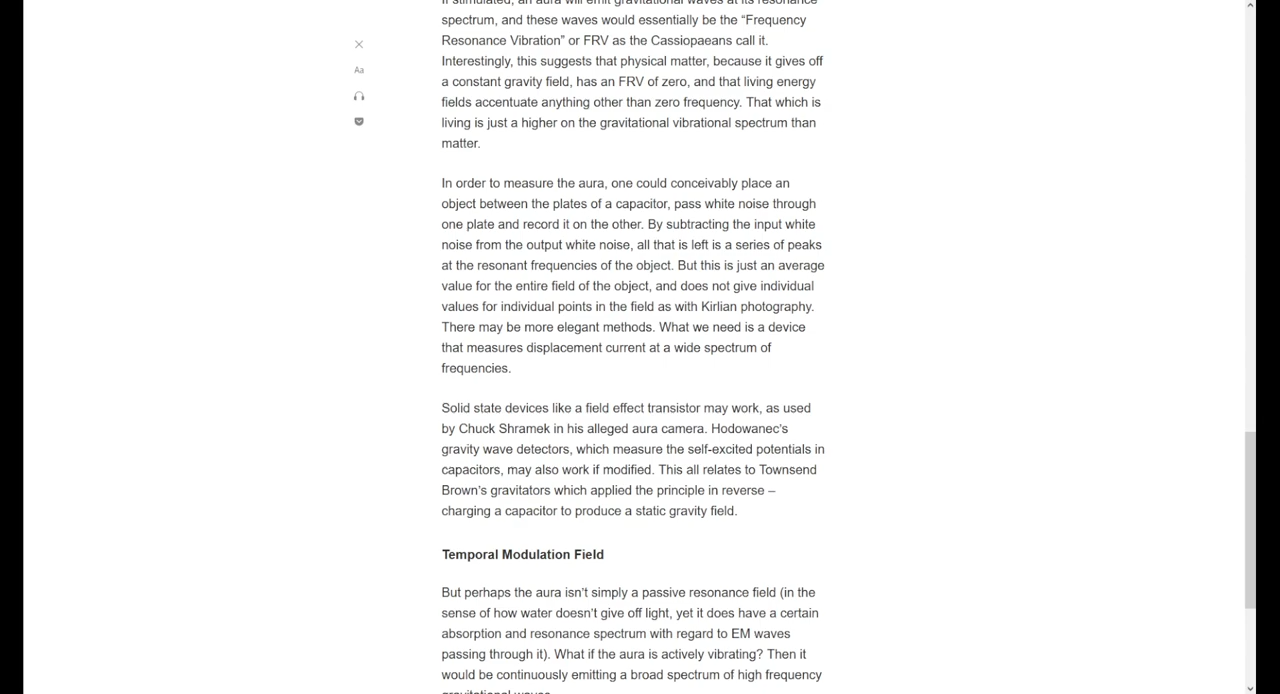 If stimulated, an aura will emit gravitational waves at its resonance
spectrum, and these waves would essentially be the “Frequency
Resonance Vibration” or FRV as the Cassiopaeans call it.
Interestingly, this suggests that physical matter, because it gives off
a constant gravity field, has an FRV of zero, and that living energy
fields accentuate anything other than zero frequency. That which is
living is just a higher on the gravitational vibrational spectrum than
matter.
In order to measure the aura, one could conceivably place an
object between the plates of a capacitor, pass white noise through
one plate and record it on the other. By subtracting the input white
noise from the output white noise, all that is left is a series of peaks
at the resonant frequencies of the object. But this is just an average
value for the entire field of the object, and does not give individual
values for individual points in the field as with Kirlian photography.
There may be more elegant methods. What we need is a device
that measures displacement current at a wide spectrum of
frequencies.
Solid state devices like a field effect transistor may work, as used
by Chuck Shramek in his alleged aura camera. Hodowanec’s
gravity wave detectors, which measure the self-excited potentials in
capacitors, may also work if modified. This all relates to Townsend
Brown’s gravitators which applied the principle in reverse –
charging a capacitor to produce a static gravity field.
Temporal Modulation Field
But perhaps the aura isn’t simply a passive resonance field (in the
sense of how water doesn’t give off light, yet it does have a certain
absorption and resonance spectrum with regard to EM waves
passing through it). What if the aura is actively vibrating? Then it
would be continuously emitting a broad spectrum of high frequency
gravitational waves
Aa